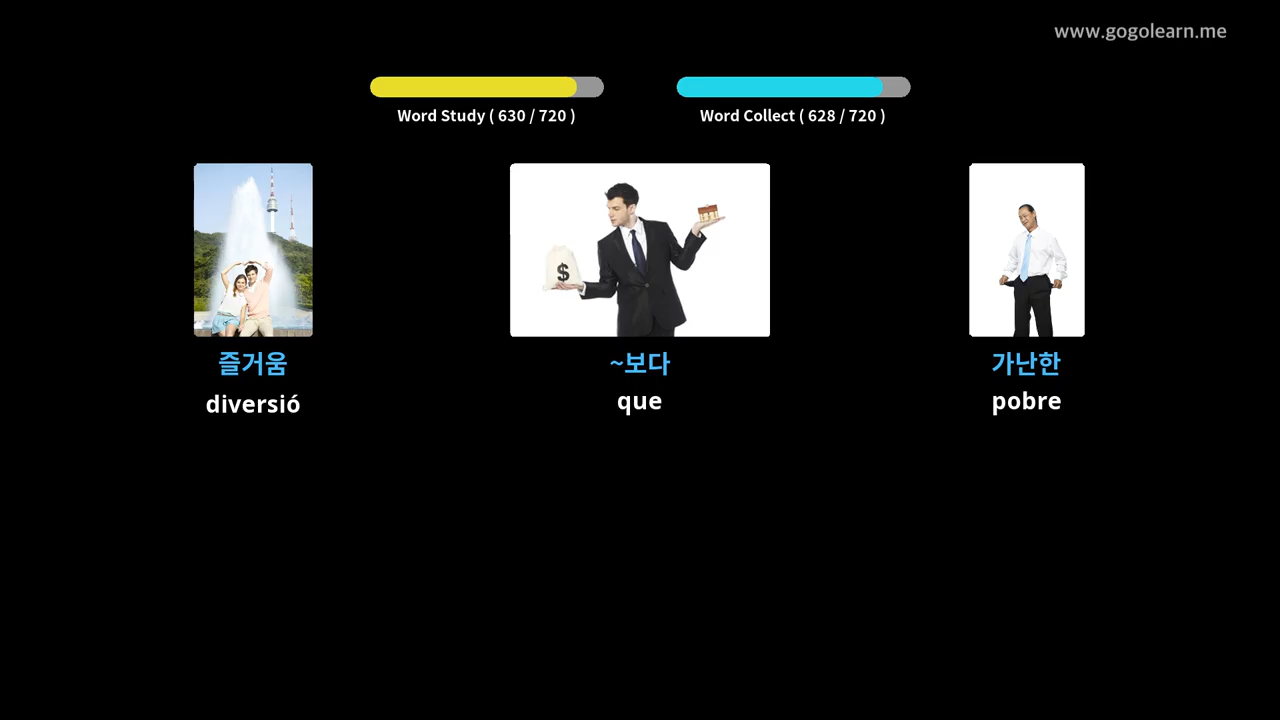 www.gogolearn.me
Word Study ( 630 / 720 )
Word Collect ( 628 / 720 )
$
즐거움
~보다
가난한
diversió
que
pobre